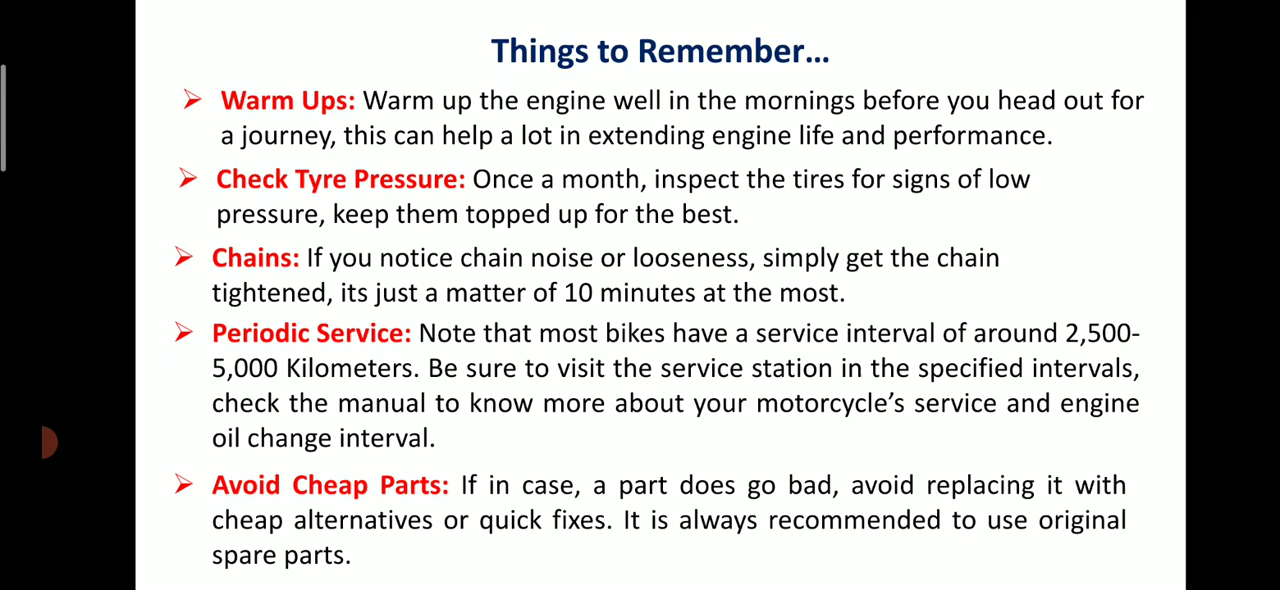 Things to Remember...
➢ Warm Ups: Warm up the engine well in the mornings before you head out for
a journey, this can help a lot in extending engine life and performance.
➢ Check Tyre Pressure: Once a month, inspect the tires for signs of low
pressure, keep them topped up for the best.
➢ Chains: If you notice chain noise or looseness, simply get the chain
tightened, its just a matter of 10 minutes at the most.
➢ Periodic Service: Note that most bikes have a service interval of around 2,500-
5,000 Kilometers. Be sure to visit the service station in the specified intervals,
check the manual to know more about your motorcycle’s service and engine
oil change interval.
➢ Avoid Cheap Parts: If in case, a part does go bad, avoid replacing it with
cheap alternatives or quick fixes. It is always recommended to use original
spare parts.